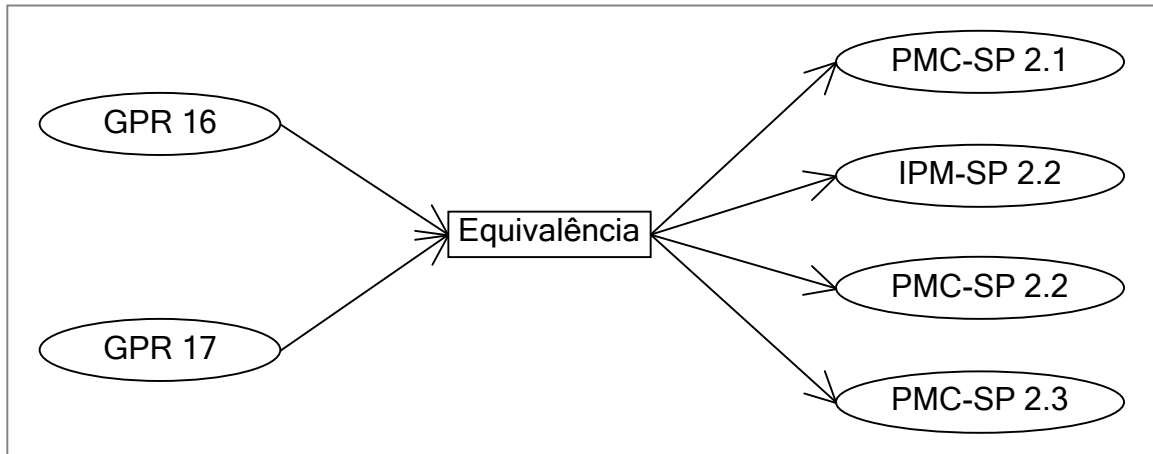 GPR 16
GPR 17
Equivalência
PMC-SP 2.1
IPM-SP 2.2
PMC-SP 2.2
PMC-SP 2.3